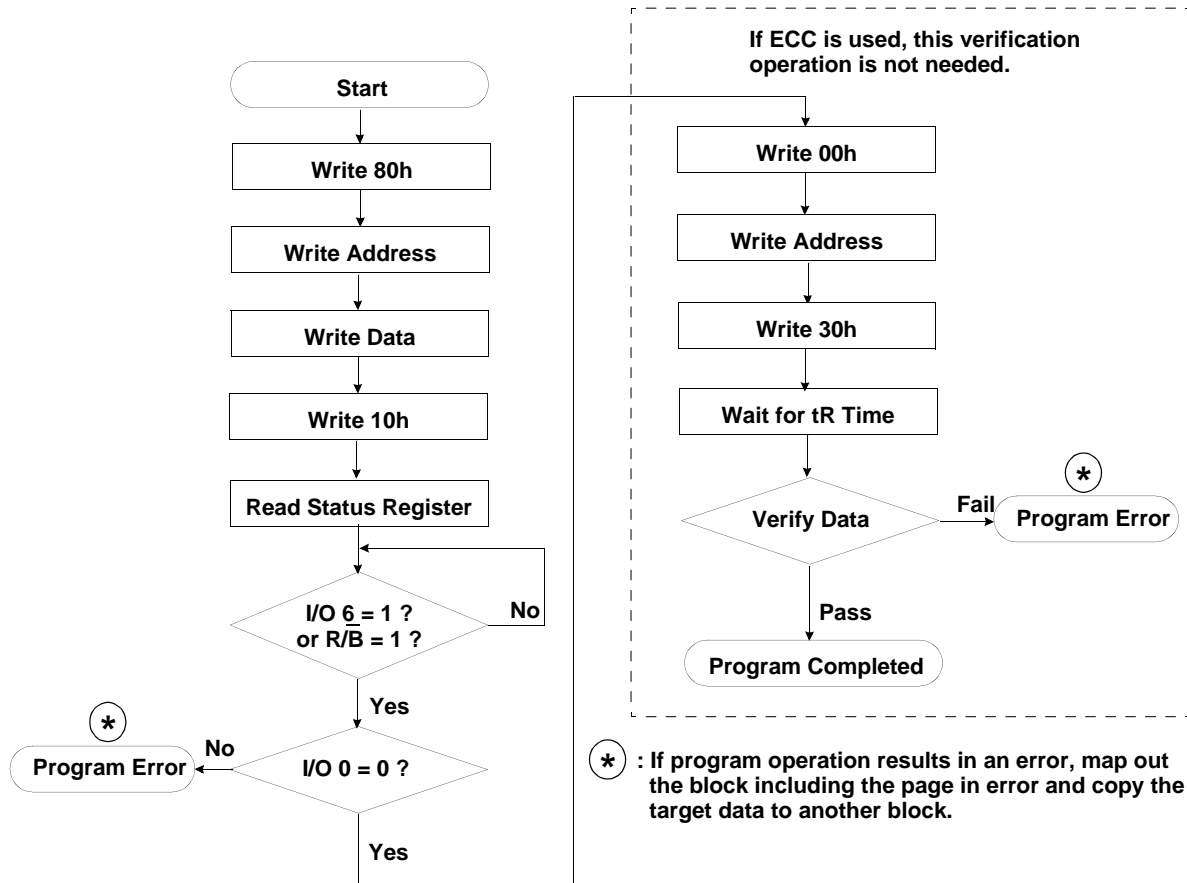 Start
Write 80h
Write Address
Write Data
Write 10h
Read Status Register
I/O 6 = 1 ?
or R/B̅ = 1 ?
No
Yes
*
No
Program Error
I/O 0 = 0 ?
Yes
If ECC is used, this verification
operation is not needed.
Write 00h
Write Address
Write 30h
Wait for tR Time
*
Verify Data
Fail
Program Error
Pass
Program Completed
* : If program operation results in an error, map out
the block including the page in error and copy the
target data to another block.